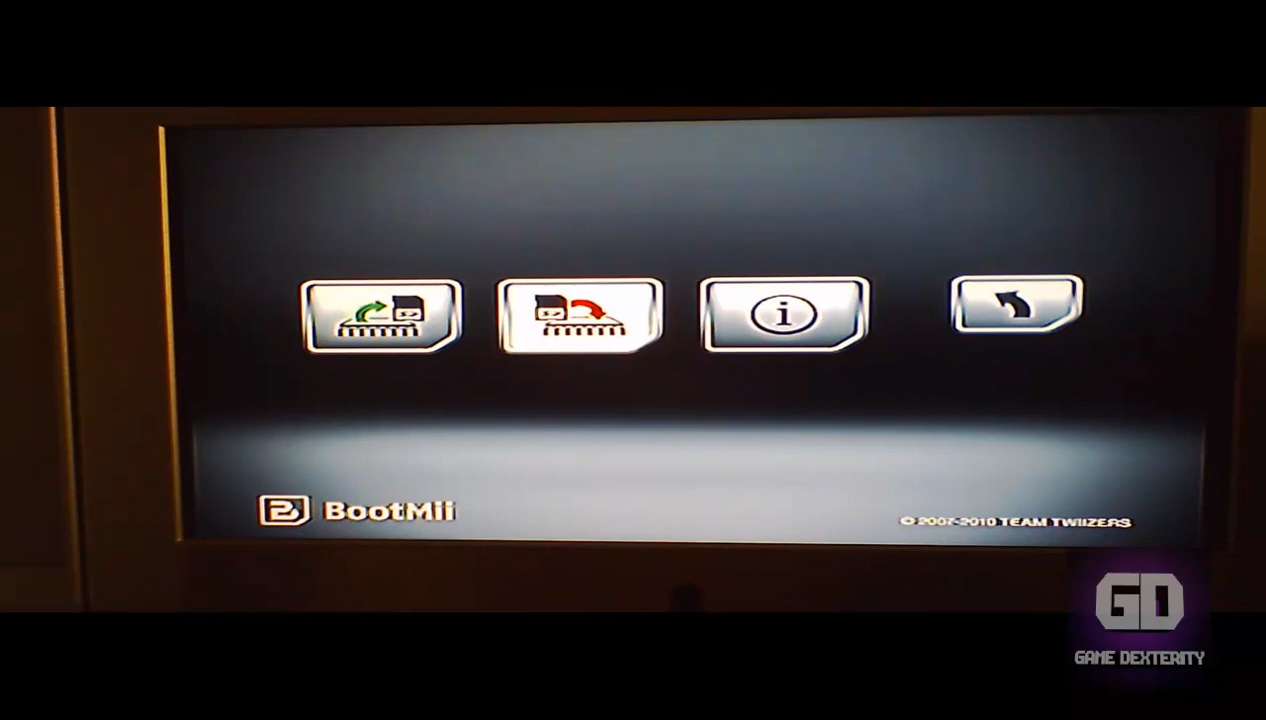 i
BootMii
© 2007-2010 TEAM TWIIZERS
GD
GAME DEXTERITY